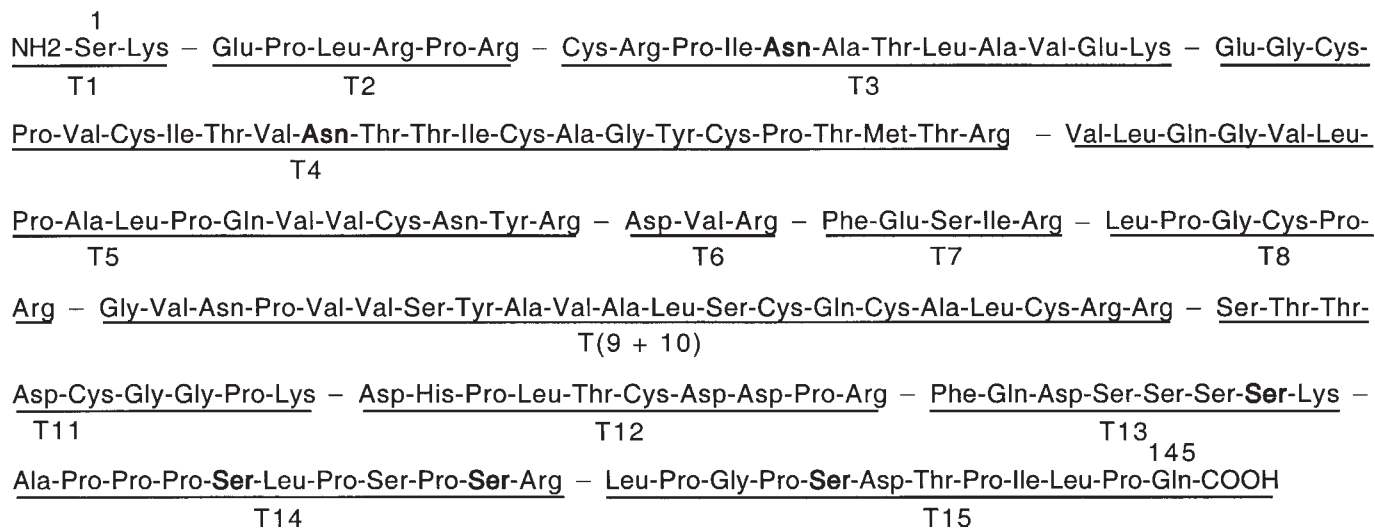 1
NH2-Ser-Lys – Glu-Pro-Leu-Arg-Pro-Arg – Cys-Arg-Pro-Ile-Asn-Ala-Thr-Leu-Ala-Val-Glu-Lys – Glu-Gly-Cys-
T1 T2 T3
Pro-Val-Cys-Ile-Thr-Val-Asn-Thr-Thr-Ile-Cys-Ala-Gly-Tyr-Cys-Pro-Thr-Met-Thr-Arg – Val-Leu-Gln-Gly-Val-Leu-
T4
Pro-Ala-Leu-Pro-Gln-Val-Val-Cys-Asn-Tyr-Arg – Asp-Val-Arg – Phe-Glu-Ser-Ile-Arg – Leu-Pro-Gly-Cys-Pro-
T5 T6 T7 T8
Arg – Gly-Val-Asn-Pro-Val-Val-Ser-Tyr-Ala-Val-Ala-Leu-Ser-Cys-Gln-Cys-Ala-Leu-Cys-Arg-Arg – Ser-Thr-Thr-
T(9 + 10)
Asp-Cys-Gly-Gly-Pro-Lys – Asp-His-Pro-Leu-Thr-Cys-Asp-Asp-Pro-Arg – Phe-Gln-Asp-Ser-Ser-Ser-Ser-Lys –
T11 T12 T13
145
Ala-Pro-Pro-Pro-Ser-Leu-Pro-Ser-Pro-Ser-Arg – Leu-Pro-Gly-Pro-Ser-Asp-Thr-Pro-Ile-Leu-Pro-Gln-COOH
T14 T15